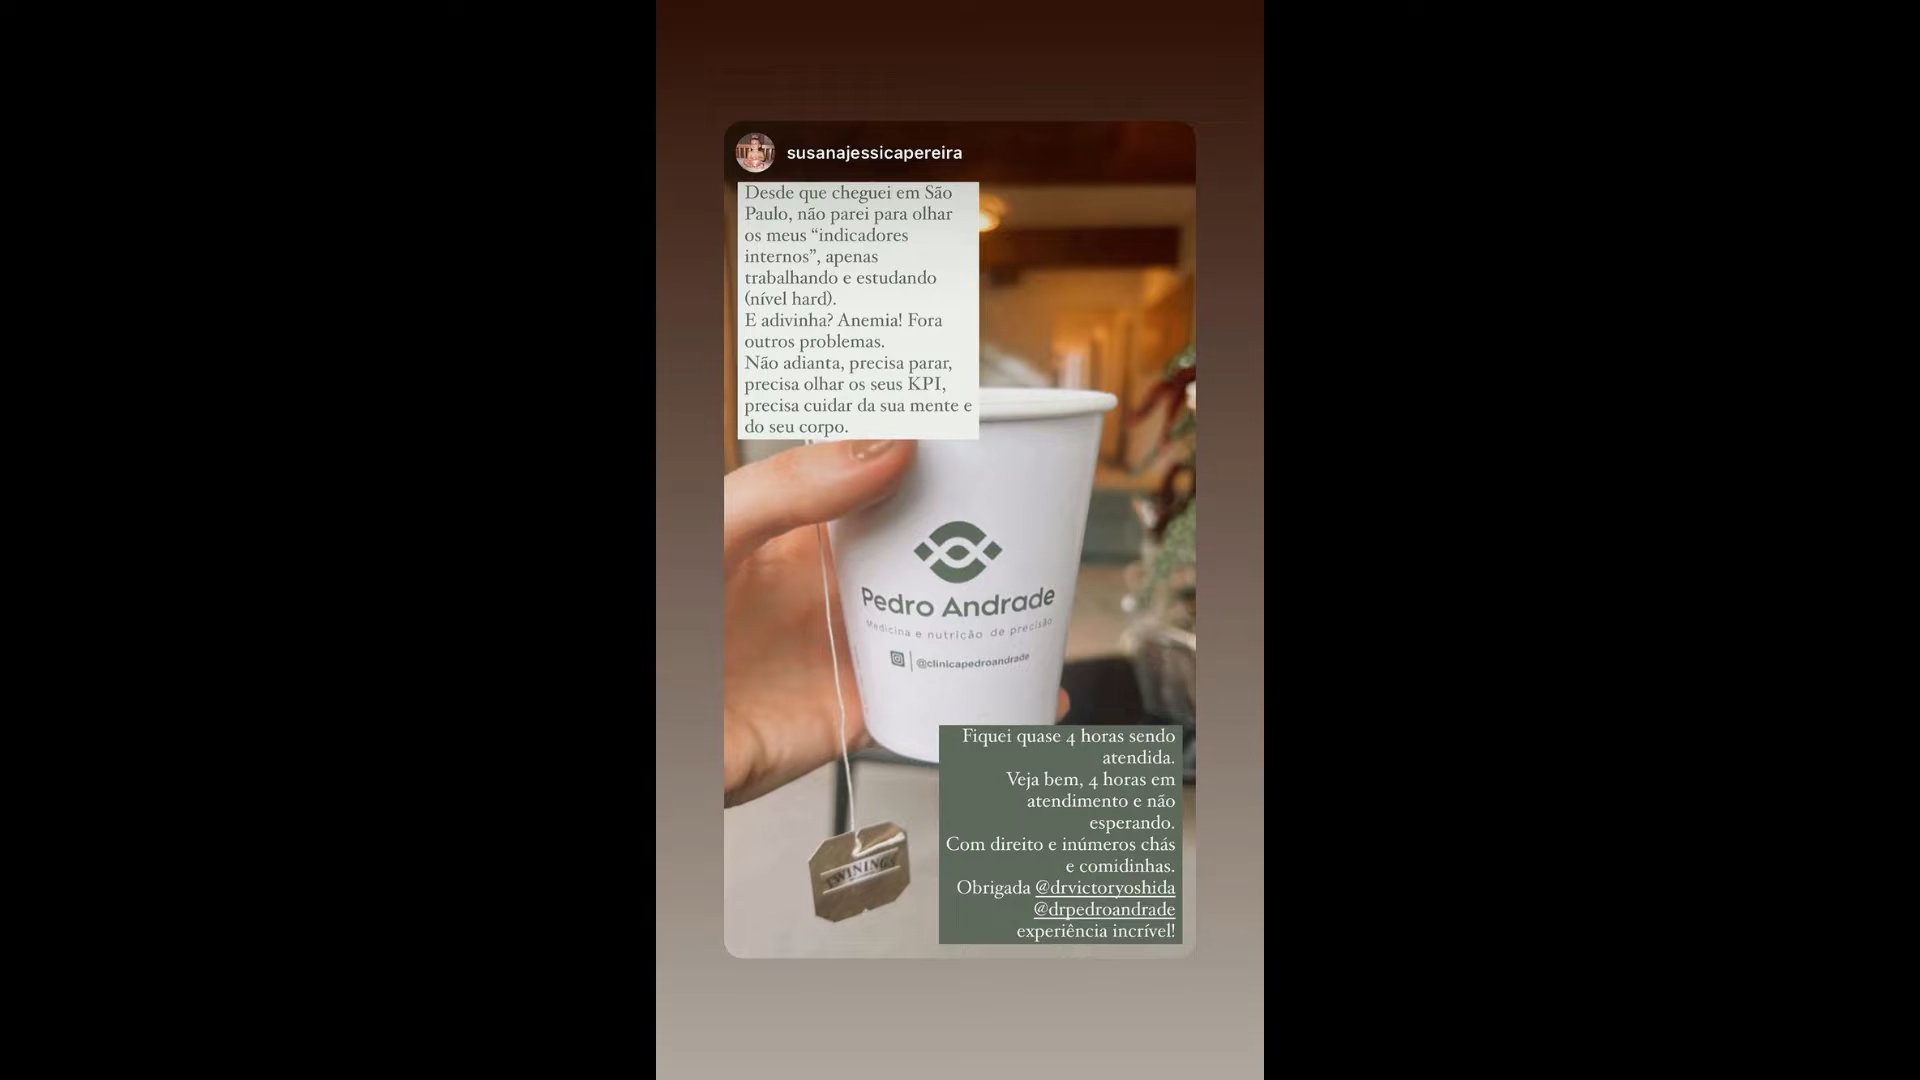 susanajessicapereira
Desde que cheguei em São
Paulo, não parei para olhar
os meus “indicadores
internos”, apenas
trabalhando e estudando
(nível hard).
E adivinha? Anemia! Fora
outros problemas.
Não adianta, precisa parar,
precisa olhar os seus KPI,
precisa cuidar da sua mente e
do seu corpo.
Pedro Andrade
Medicina e nutrição de precisão
@clinicapedroandrade
Fiquei quase 4 horas sendo
atendida.
Veja bem, 4 horas em
atendimento e não
esperando.
Com direito e inúmeros chás
e comidinhas.
Obrigada @drvictoryoshida
@drpedroandrade
experiência incrível!
TWININGS